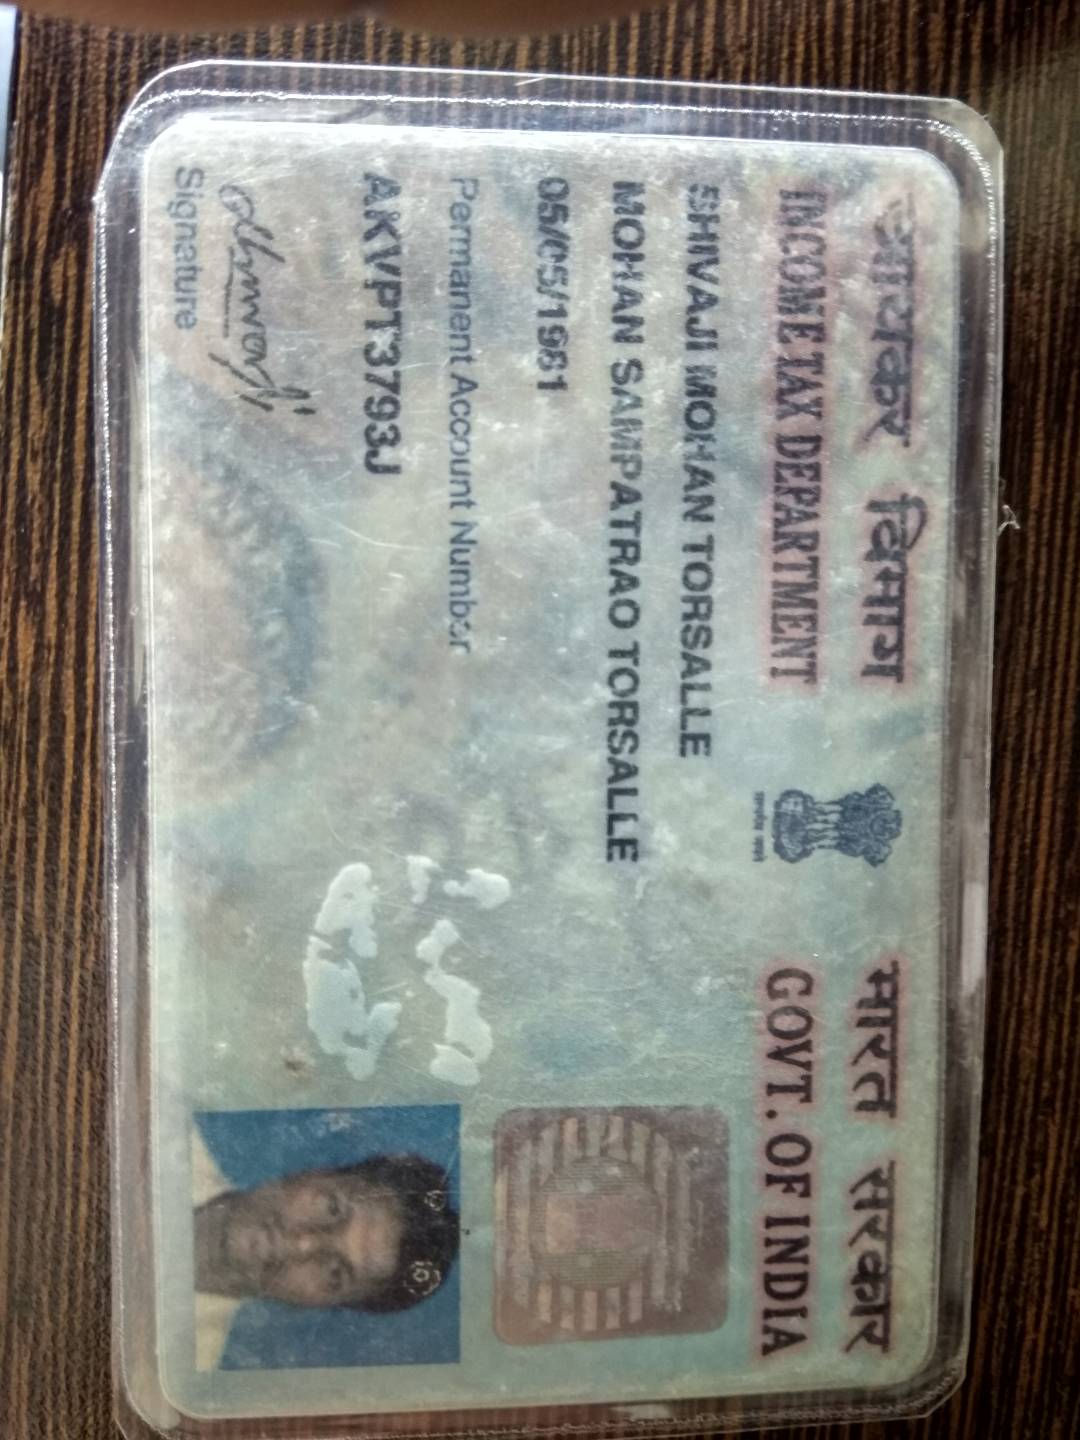 आयकर विभाग
INCOME TAX DEPARTMENT
भारत सरकार
GOVT. OF INDIA
SHIVAJI MOHAN TORSALLE
MOHAN SAMPATRAO TORSALLE
05/05/1981
Permanent Account Number
AKVPT3793J
Signature